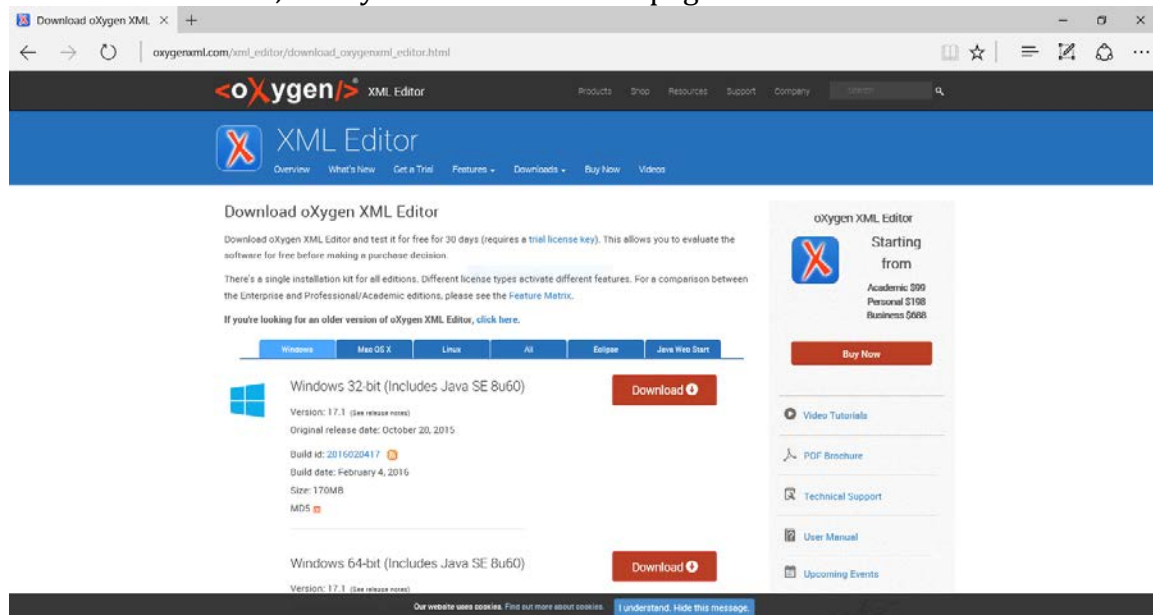 Download oXygen XML
oxygenxml.com/xml_editor/download_oxygenxml_editor.html
<oXygen/> XML Editor
Products Shop Resources Support Company Search
XML Editor
Overview What's New Get a Trial Features Downloads Buy Now Videos
Download oXygen XML Editor
Download oXygen XML Editor and test it for free for 30 days (requires a trial license key). This allows you to evaluate the
software for free before making a purchase decision.
There's a single installation kit for all editions. Different license types activate different features. For a comparison between
the Enterprise and Professional/Academic editions, please see the Feature Matrix.
If you're looking for an older version of oXygen XML Editor, click here.
Windows Mac OS X Linux All Eclipse Java Web Start
Windows 32-bit (Includes Java SE 8u60)
Download
Version: 17.1 (See release notes)
Original release date: October 20, 2015
Build id: 2016020417
Build date: February 4, 2016
Size: 170MB
MD5
Windows 64-bit (Includes Java SE 8u60)
Download
Version: 17.1 (See release notes)
oXygen XML Editor
Starting
from
Academic $99
Personal $198
Business $688
Buy Now
Video Tutorials
PDF Brochure
Technical Support
User Manual
Upcoming Events
Our website uses cookies. Find out more about cookies. I understand. Hide this message.